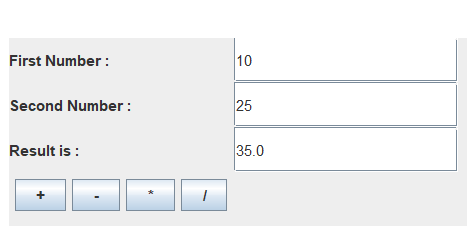 First Number : 10
Second Number : 25
Result is : 35.0
+ - * /